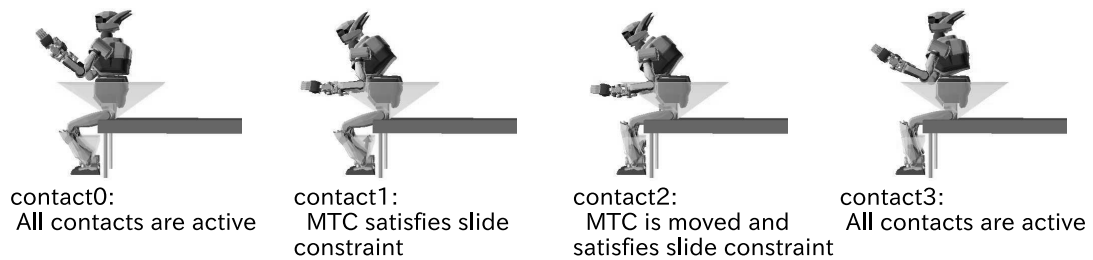 contact0:
All contacts are active
contact1:
MTC satisfies slide
constraint
contact2:
MTC is moved and
satisfies slide constraint
contact3:
All contacts are active